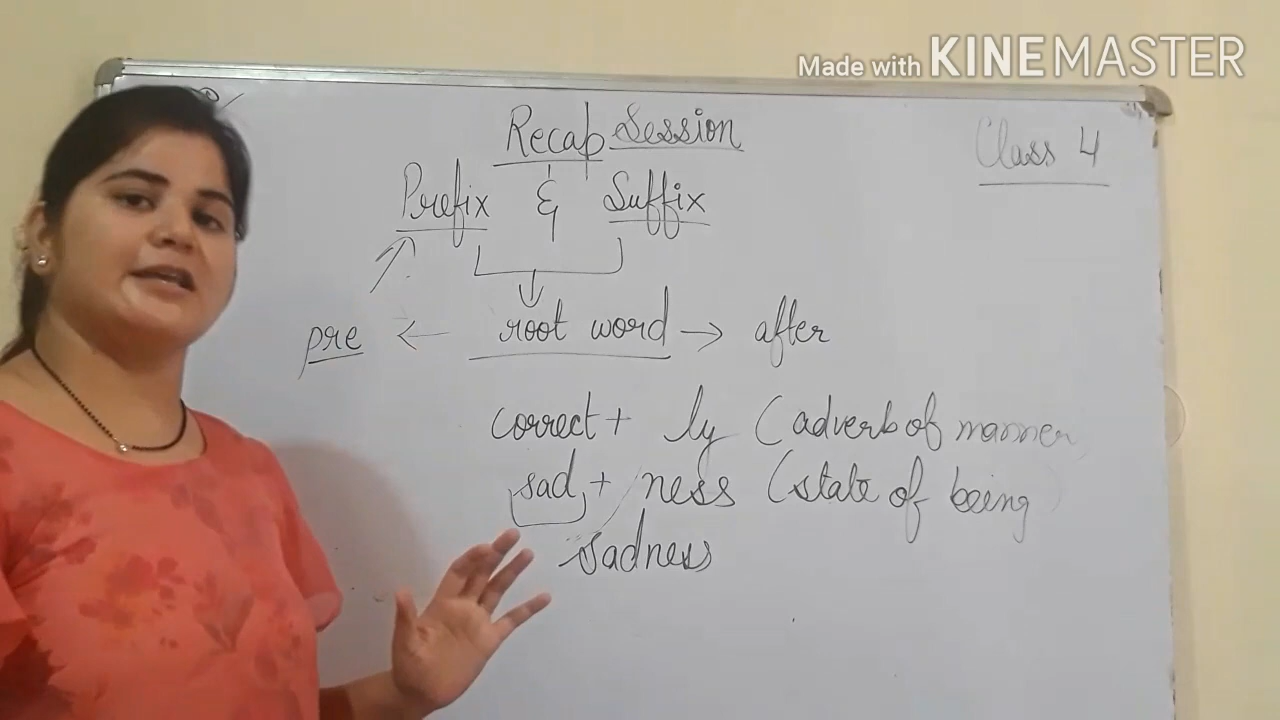 Made with KINEMASTER
Recap Session
Class 4
Prefix & Suffix
pre ← root word → after
correct + ly (adverb of manner
sad + ness (state of being)
sadness